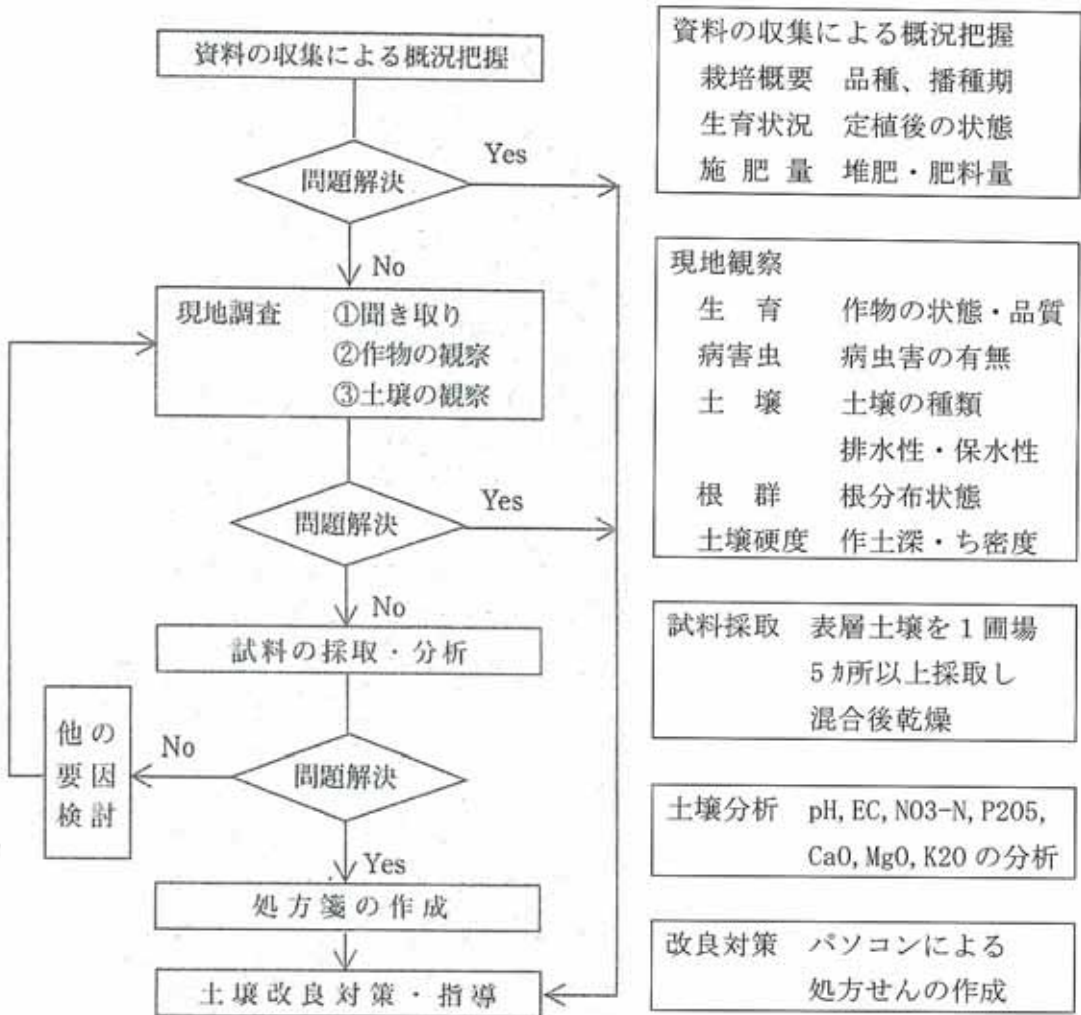 資料の収集による概況把握
問題解決
Yes
No
現地調査 ①聞き取り
②作物の観察
③土壌の観察
問題解決
Yes
No
試料の採取・分析
問題解決
No
他の
要因
検討
Yes
処方箋の作成
土壌改良対策・指導
資料の収集による概況把握
栽培概要 品種、播種期
生育状況 定植後の状態
施肥量 堆肥・肥料量
現地観察
生育 作物の状態・品質
病害虫 病虫害の有無
土壌 土壌の種類
排水性・保水性
根群 根分布状態
土壌硬度 作土深・ち密度
試料採取 表層土壌を1圃場
5カ所以上採取し
混合後乾燥
土壌分析 pH,EC,NO3-N,P2O5,
CaO,MgO,K2Oの分析
改良対策 パソコンによる
処方せんの作成